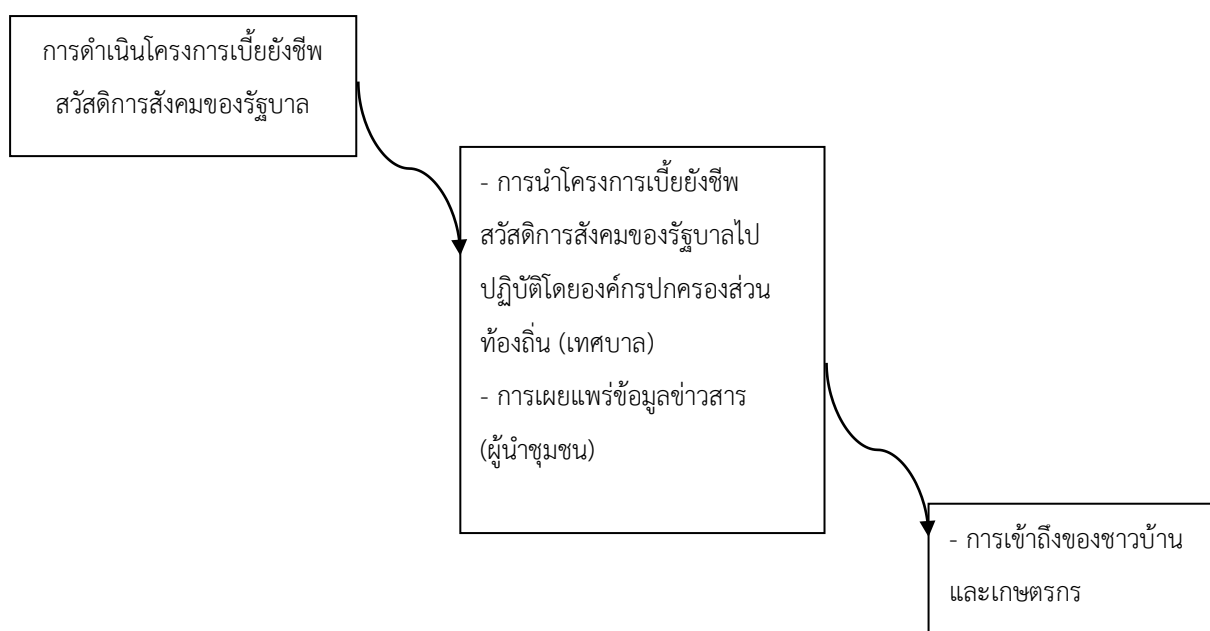 การดำเนินโครงการเบี้ยยังชีพ
สวัสดิการสังคมของรัฐบาล
- การนำโครงการเบี้ยยังชีพ
สวัสดิการสังคมของรัฐบาลไป
ปฏิบัติโดยองค์กรปกครองส่วน
ท้องถิ่น (เทศบาล)
- การเผยแพร่ข้อมูลข่าวสาร
(ผู้นำชุมชน)
- การเข้าถึงของชาวบ้าน
และเกษตรกร